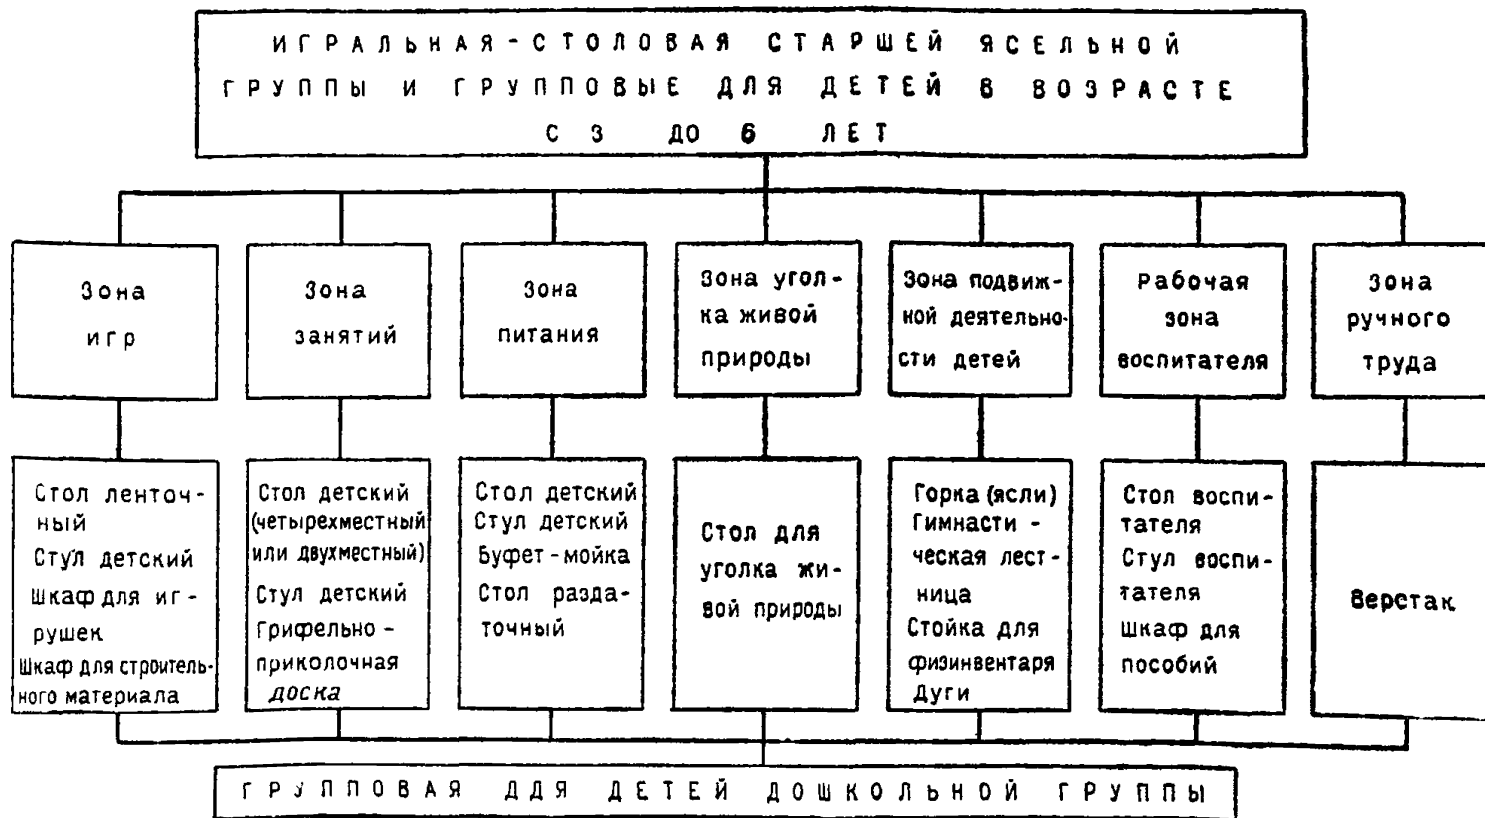 ИГРАЛЬНАЯ-СТОЛОВАЯ СТАРШЕЙ ЯСЕЛЬНОЙ
ГРУППЫ И ГРУППОВЫЕ ДЛЯ ДЕТЕЙ В ВОЗРАСТЕ
С 3 ДО 6 ЛЕТ
Зона
игр
Зона
занятий
Зона
питания
Зона угол-
ка живой
природы
Зона подвиж-
ной деятельно-
сти детей
Рабочая
зона
воспитателя
Зона
ручного
труда
Стол ленточ-
ный
Стул детский
Шкаф для иг-
рушек
Шкаф для строитель-
ного материала
Стол детский
(четырехместный
или двухместный)
Стул детский
Грифельно-
приколочная
доска
Стол детский
Стул детский
Буфет-мойка
Стол разда-
точный
Стол для
уголка жи-
вой природы
Горка (ясли)
Гимнасти-
ческая лест-
ница
Стойка для
физинвентаря
Дуги
Стол воспи-
тателя
Стул воспи-
тателя
Шкаф для
пособий
Верстак
ГРУППОВАЯ ДДЯ ДЕТЕЙ ДОШКОЛЬНОЙ ГРУППЫ